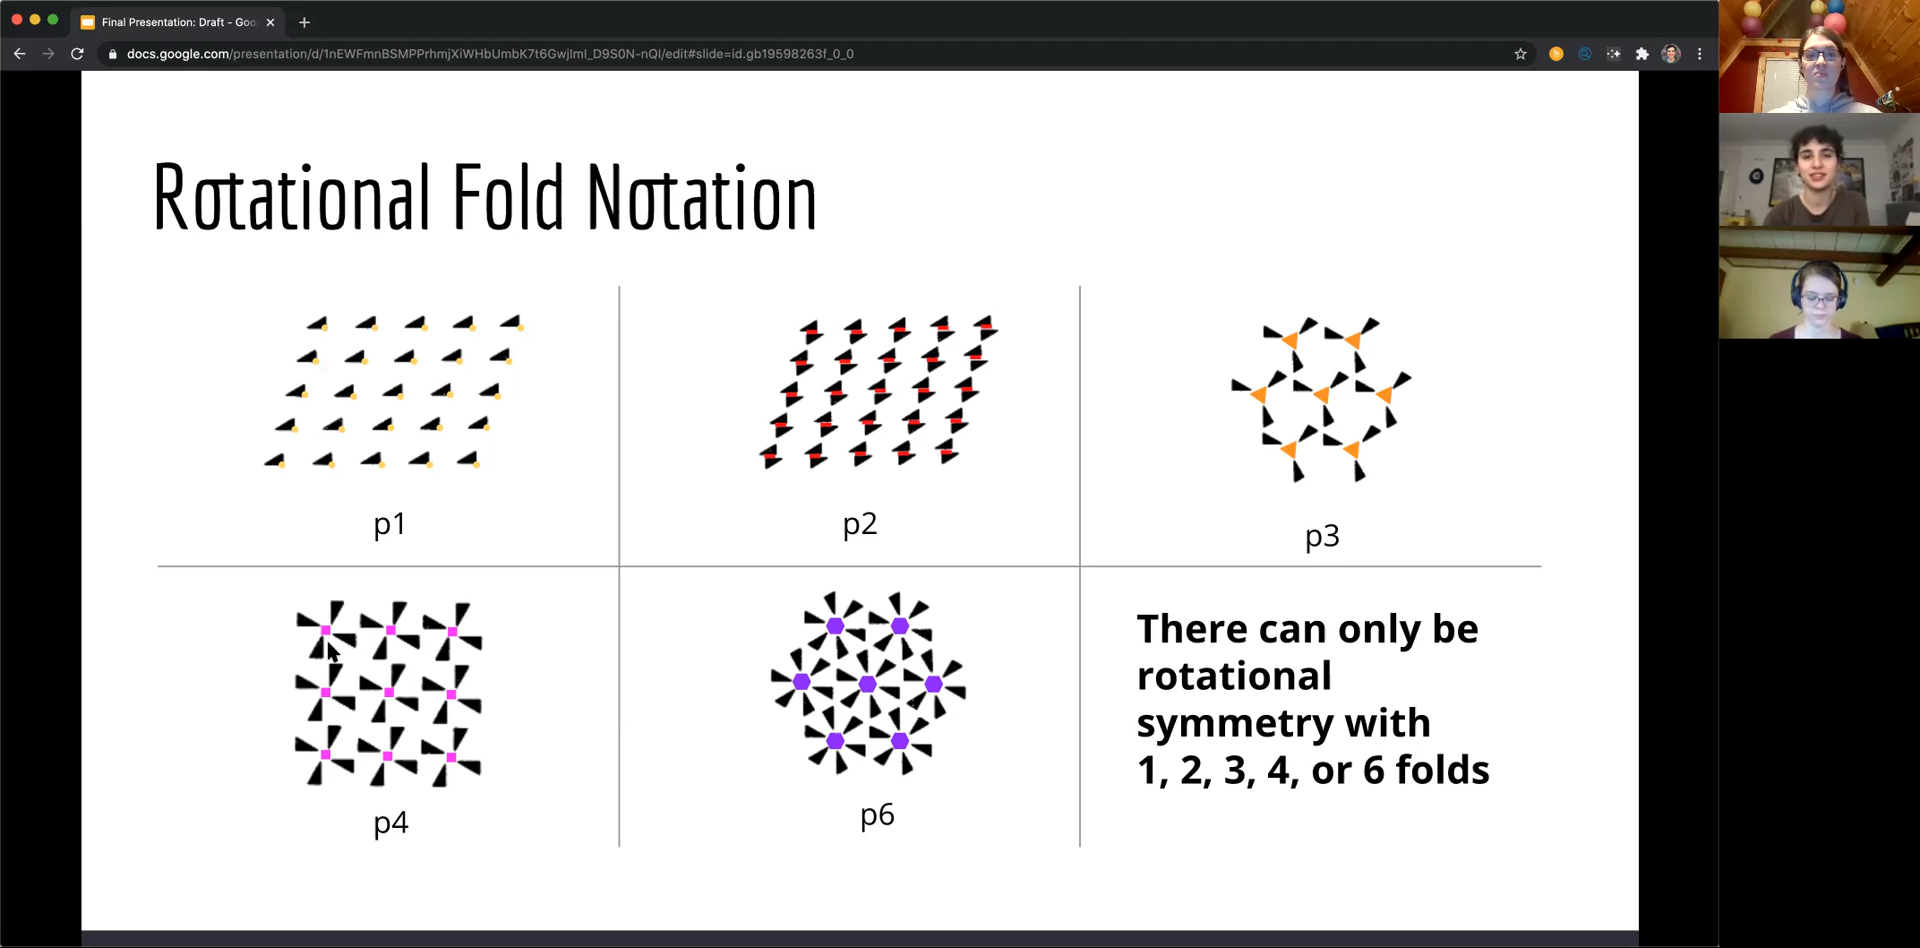 Final Presentation: Draft - Goo
docs.google.com/presentation/d/1nEWFmnBSMPPrhmjXiWHbUmbK7t6GwjlmI_D9S0N-nQI/edit#slide=id.gb19598263f_0_0
Rotational Fold Notation
p1
p2
p3
p4
p6
There can only be
rotational
symmetry with
1, 2, 3, 4, or 6 folds